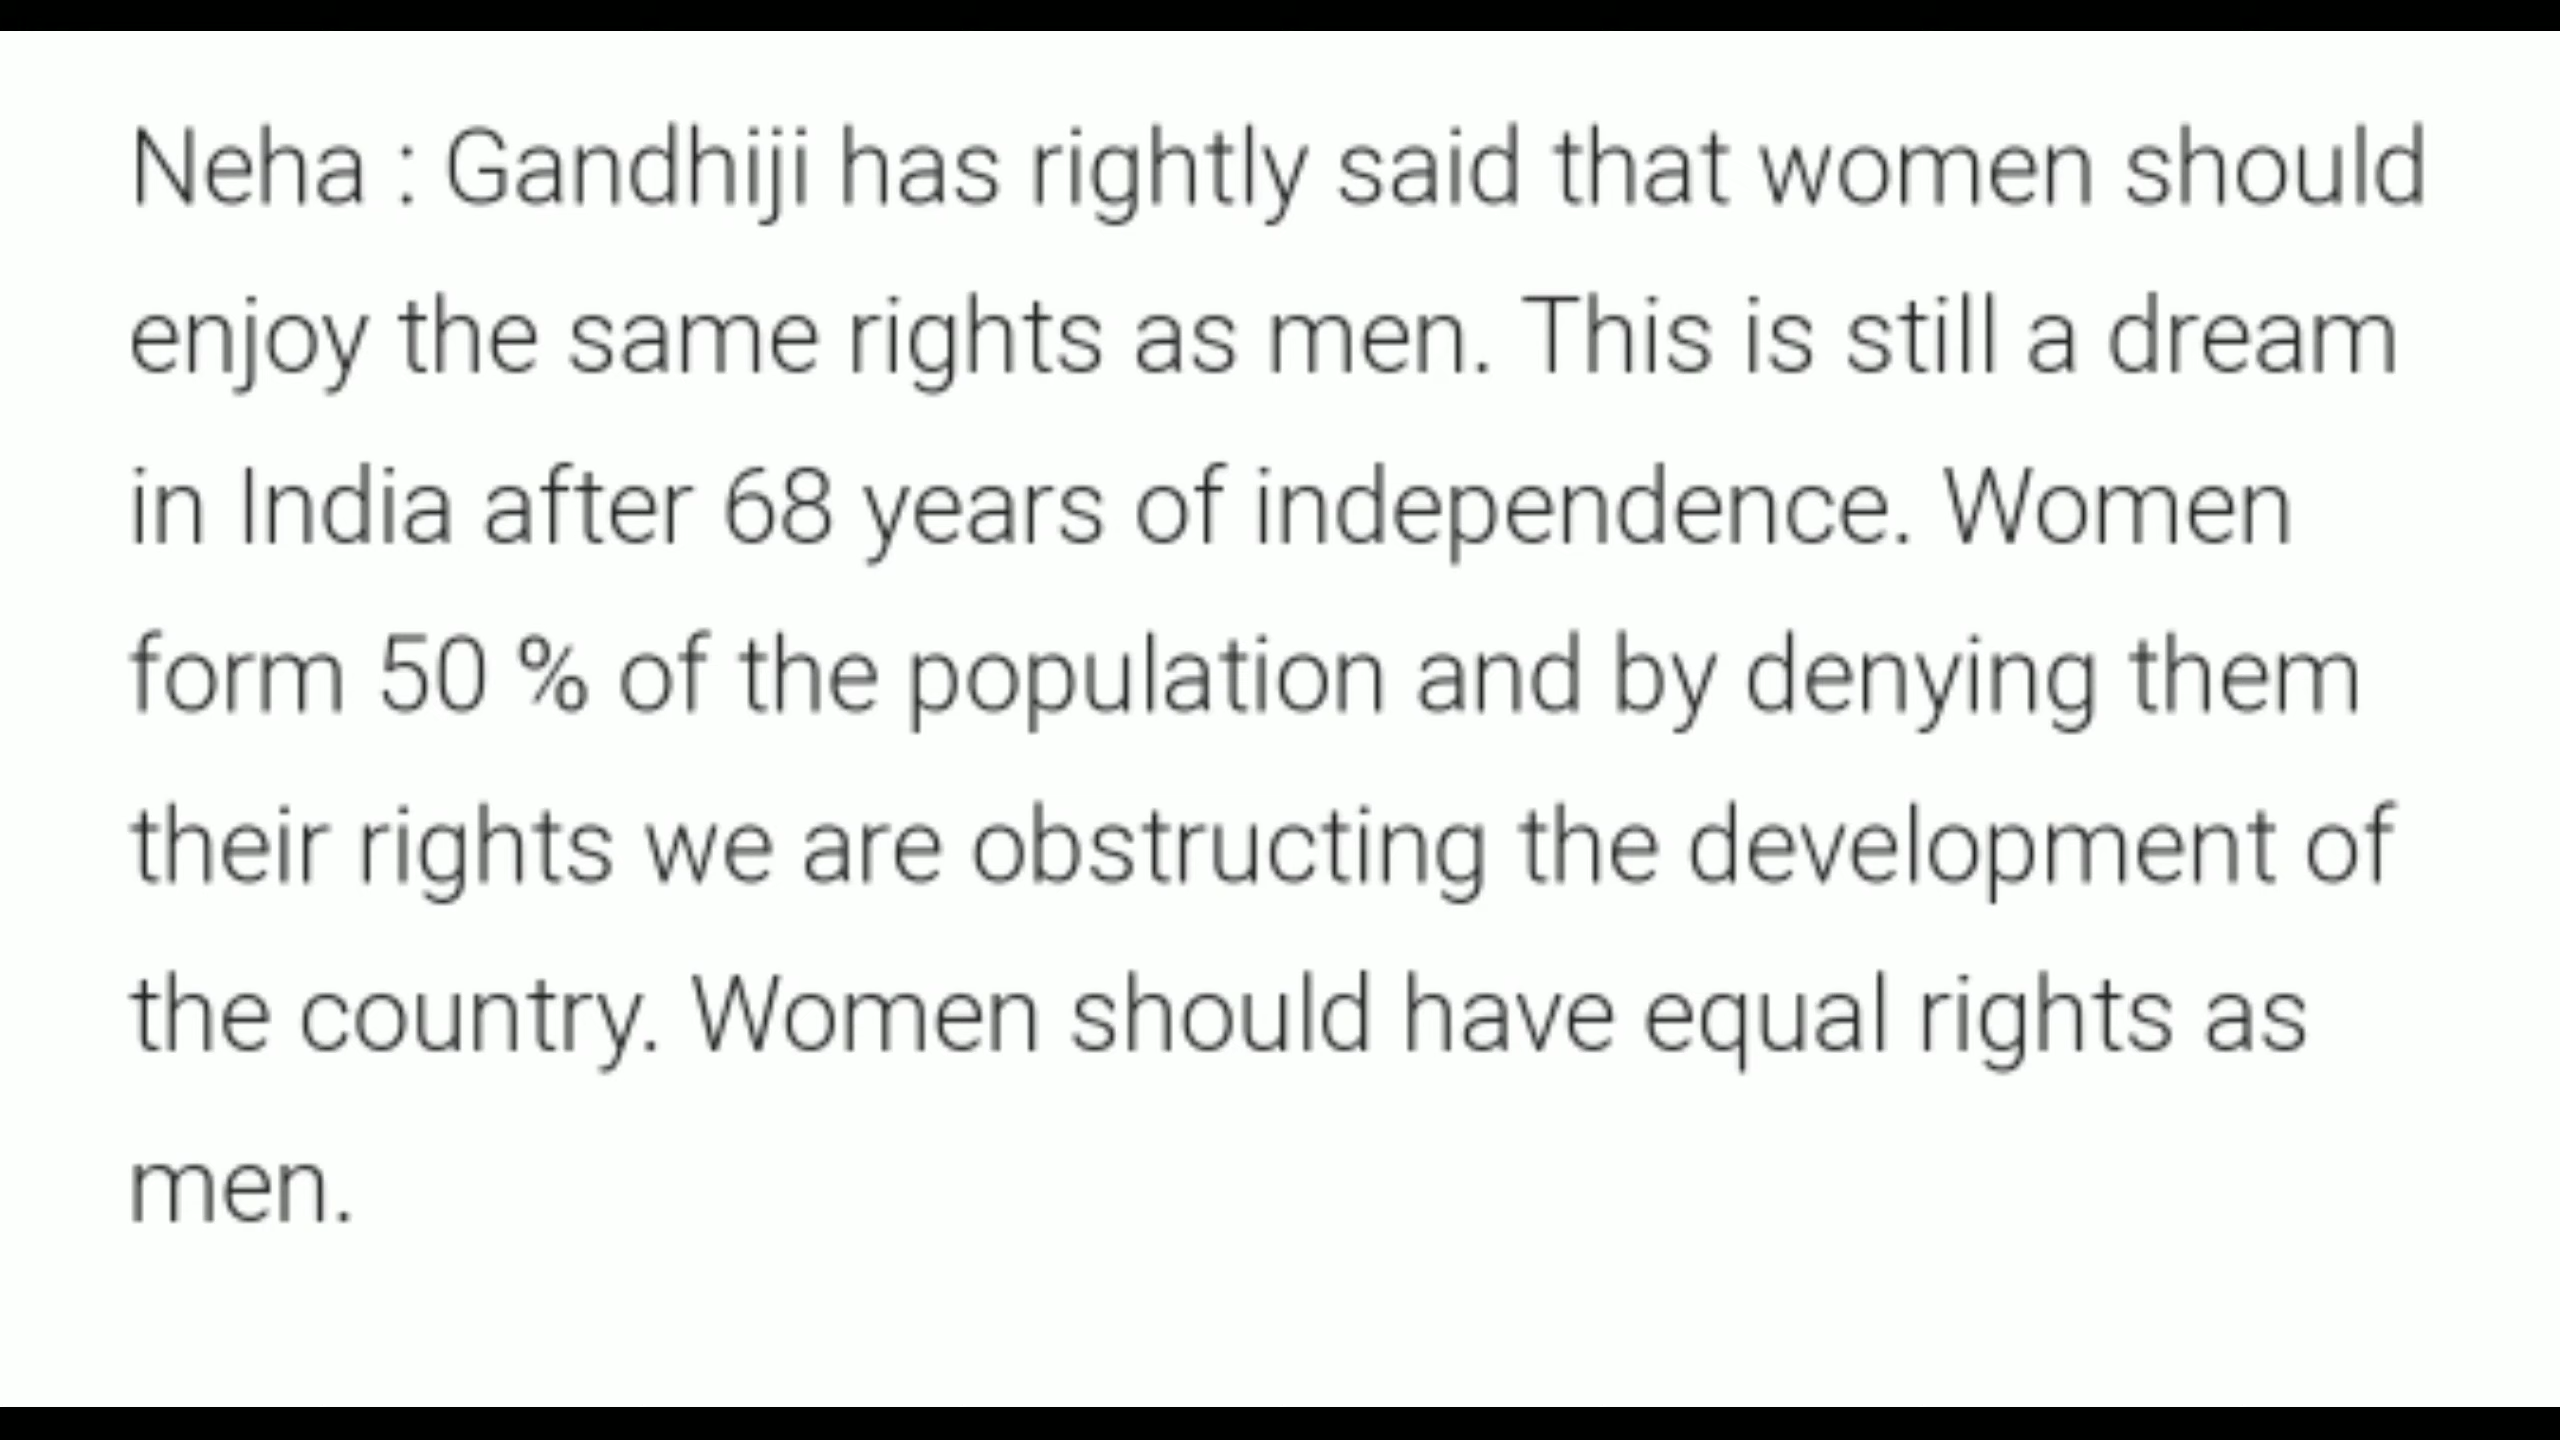 Neha : Gandhiji has rightly said that women should
enjoy the same rights as men. This is still a dream
in India after 68 years of independence. Women
form 50 % of the population and by denying them
their rights we are obstructing the development of
the country. Women should have equal rights as
men.